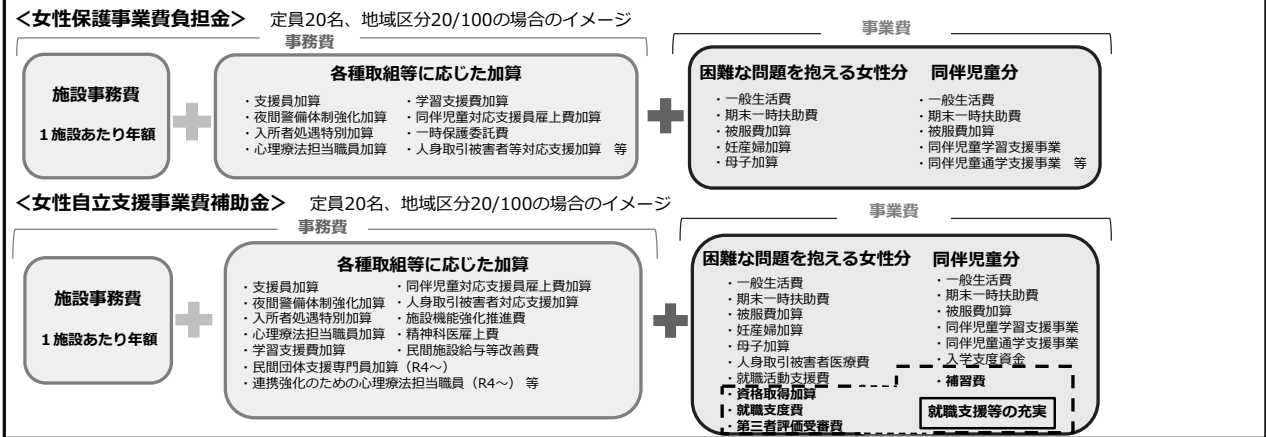 <女性保護事業費負担金> 定員20名、地域区分20/100の場合のイメージ
事務費
事業費
施設事務費
1施設あたり年額
各種取組等に応じた加算
・支援員加算 ・学習支援費加算
・夜間警備体制強化加算 ・同伴児童対応支援員雇上費加算
・入所者処遇特別加算 ・一時保護委託費
・心理療法担当職員加算 ・人身取引被害者等対応支援加算 等
困難な問題を抱える女性分
・一般生活費
・期末一時扶助費
・被服費加算
・妊産婦加算
・母子加算
同伴児童分
・一般生活費
・期末一時扶助費
・被服費加算
・同伴児童学習支援事業
・同伴児童通学支援事業 等
<女性自立支援事業費補助金> 定員20名、地域区分20/100の場合のイメージ
事務費
事業費
施設事務費
1施設あたり年額
各種取組等に応じた加算
・支援員加算 ・同伴児童対応支援員雇上費加算
・夜間警備体制強化加算 ・人身取引被害者対応支援加算
・入所者処遇特別加算 ・施設機能強化推進費
・心理療法担当職員加算 ・精神科医雇上費
・学習支援費加算 ・民間施設給与等改善費
・民間団体支援専門員加算(R4~)
・連携強化のための心理療法担当職員(R4~) 等
困難な問題を抱える女性分
・一般生活費
・期末一時扶助費
・被服費加算
・妊産婦加算
・母子加算
・人身取引被害者医療費
・就職活動支援費
・資格取得加算
・就職支度費
・第三者評価受審費
同伴児童分
・一般生活費
・期末一時扶助費
・被服費加算
・同伴児童学習支援事業
・同伴児童通学支援事業
・入学支度資金
・補習費
就職支援等の充実